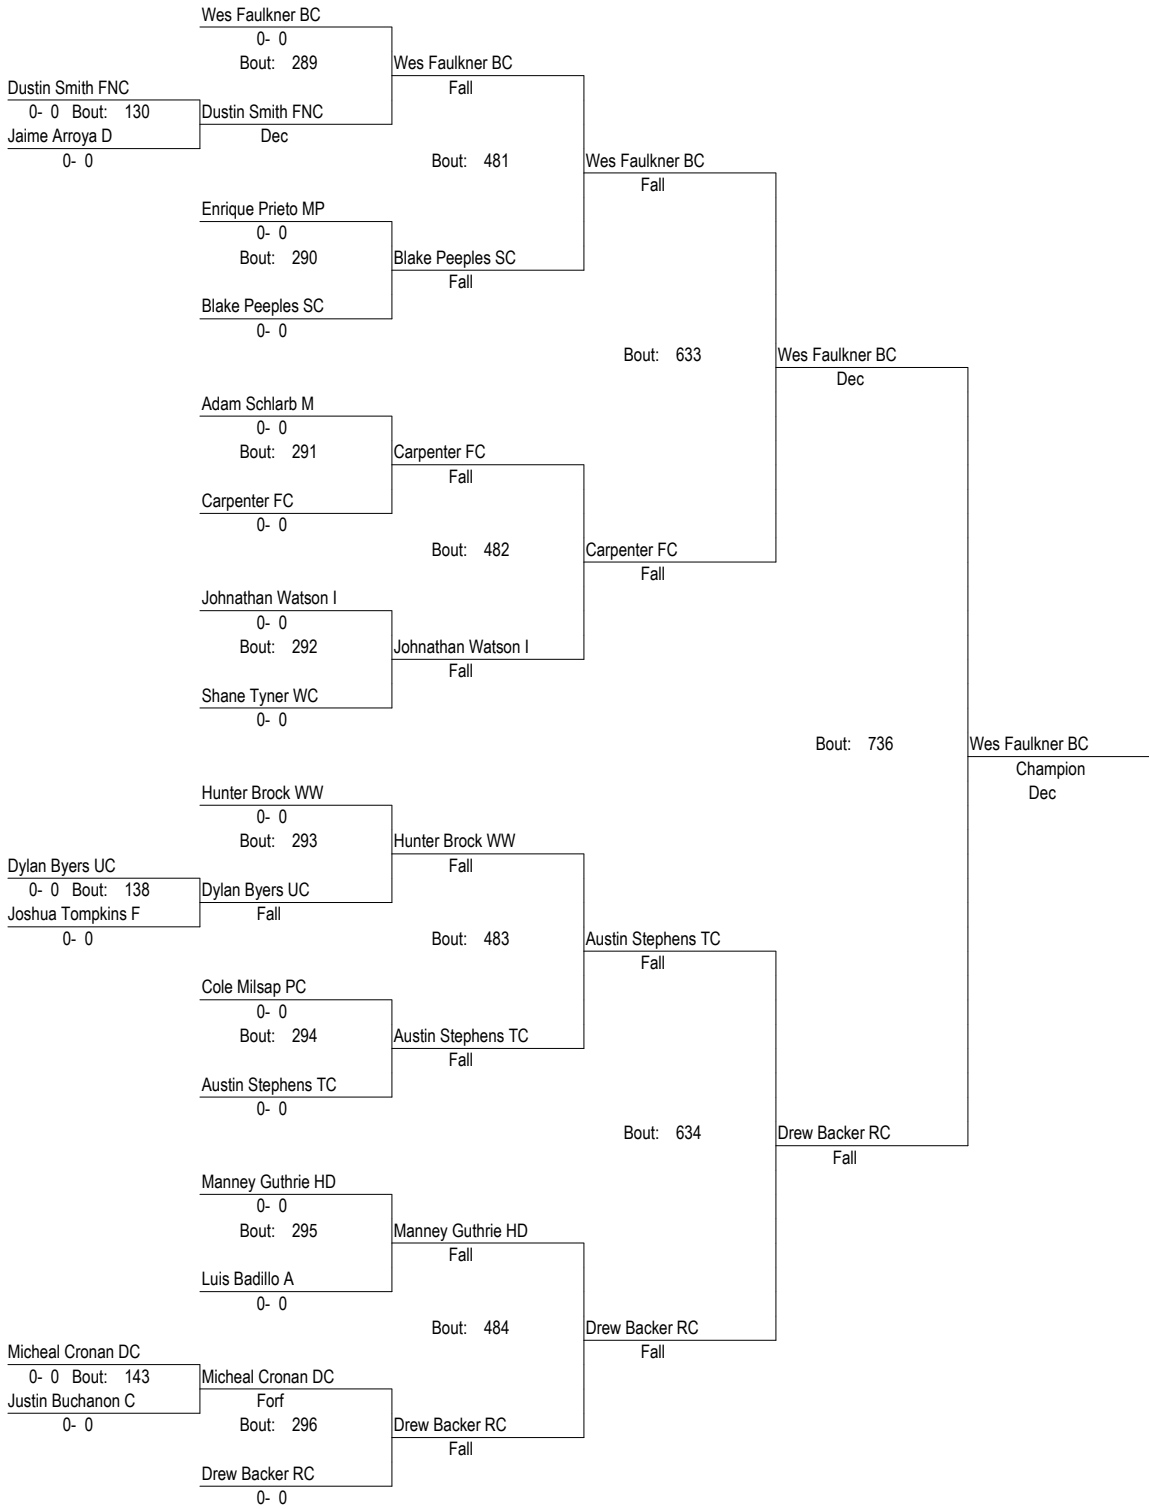 Wes Faulkner BC
0- 0
Bout: 289
Wes Faulkner BC
Fall
Dustin Smith FNC
0- 0 Bout: 130
Dustin Smith FNC
Jaime Arroya D
Dec
0- 0
Bout: 481
Wes Faulkner BC
Fall
Enrique Prieto MP
0- 0
Bout: 290
Blake Peeples SC
Fall
Blake Peeples SC
0- 0
Bout: 633
Wes Faulkner BC
Dec
Adam Schlarb M
0- 0
Bout: 291
Carpenter FC
Fall
Carpenter FC
0- 0
Bout: 482
Carpenter FC
Fall
Johnathan Watson I
0- 0
Bout: 292
Johnathan Watson I
Fall
Shane Tyner WC
0- 0
Bout: 736
Wes Faulkner BC
Champion
Dec
Hunter Brock WW
0- 0
Bout: 293
Hunter Brock WW
Fall
Dylan Byers UC
0- 0 Bout: 138
Dylan Byers UC
Joshua Tompkins F
Fall
0- 0
Bout: 483
Austin Stephens TC
Fall
Cole Milsap PC
0- 0
Bout: 294
Austin Stephens TC
Fall
Austin Stephens TC
0- 0
Bout: 634
Drew Backer RC
Fall
Manney Guthrie HD
0- 0
Bout: 295
Manney Guthrie HD
Fall
Luis Badillo A
0- 0
Bout: 484
Drew Backer RC
Fall
Micheal Cronan DC
0- 0 Bout: 143
Micheal Cronan DC
Justin Buchanon C
Forf
0- 0
Bout: 296
Drew Backer RC
Fall
Drew Backer RC
0- 0